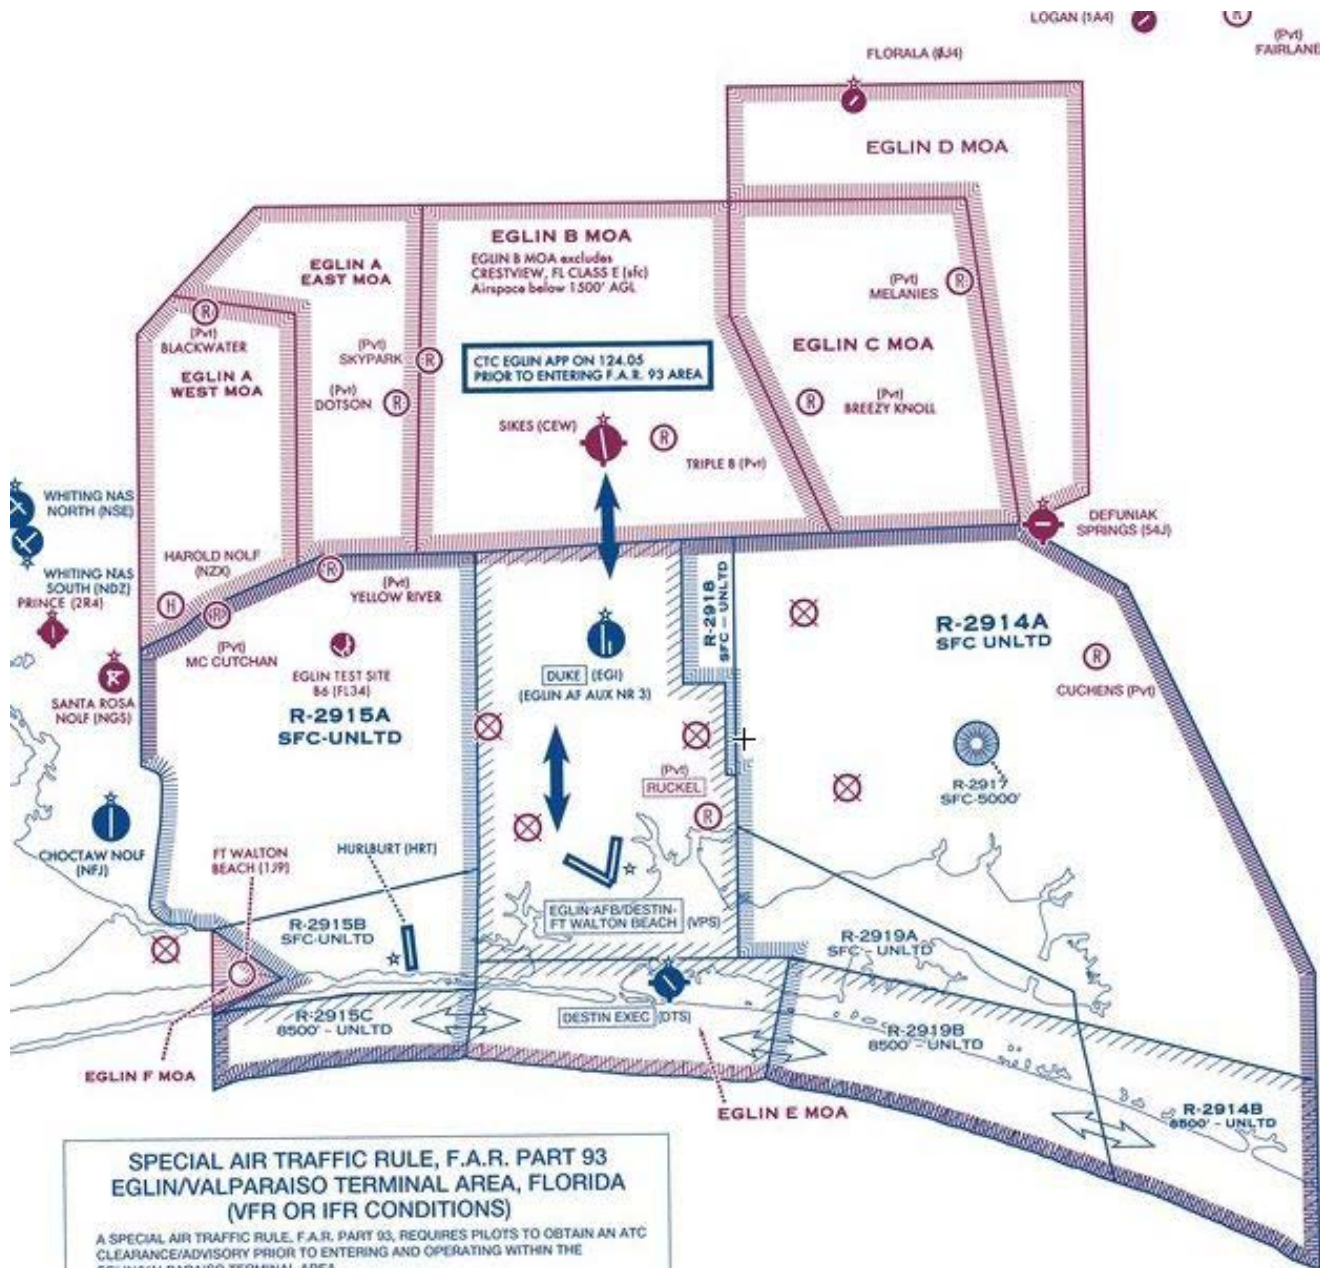 LOGAN (1A4)
(Pvt)
FAIRLANE
FLORALA (ØJ4)
EGLIN D MOA
EGLIN B MOA
EGLIN B MOA excludes
CRESTVIEW, FL CLASS E (sfc)
Airspace below 1500' AGL
EGLIN A
EAST MOA
(Pvt)
MELANIES
(Pvt)
BLACKWATER
(Pvt)
SKYPARK
EGLIN C MOA
CTC EGLIN APP ON 124.05
PRIOR TO ENTERING F.A.R. 93 AREA
EGLIN A
WEST MOA
(Pvt)
DOTSON
(Pvt)
BREEZY KNOLL
SIKES (CEW)
TRIPLE B (Pvt)
WHITING NAS
NORTH (NSE)
DEFUNIAK
SPRINGS (54J)
HAROLD NOLF
(NZX)
WHITING NAS
SOUTH (NDZ)
PRINCE (2R4)
(Pvt)
YELLOW RIVER
R-2918
SFC - UNLTD
R-2914A
SFC UNLTD
(Pvt)
MC CUTCHAN
EGLIN TEST SITE
B6 (FL34)
DUKE (EGI)
(EGLIN AF AUX NR 3)
CUCHENS (Pvt)
SANTA ROSA
NOLF (NGS)
R-2915A
SFC-UNLTD
(Pvt)
RUCKEL
R-2917
SFC-5000'
CHOCTAW NOLF
(NFJ)
FT WALTON
BEACH (1J9)
HURLBURT (HRT)
EGLIN AFB/DESTIN-
FT WALTON BEACH (VPS)
R-2915B
SFC-UNLTD
R-2919A
SFC - UNLTD
R-2915C
8500' - UNLTD
DESTIN EXEC (DTS)
R-2919B
8500' - UNLTD
EGLIN F MOA
EGLIN E MOA
R-2914B
8500' - UNLTD
SPECIAL AIR TRAFFIC RULE, F.A.R. PART 93
EGLIN/VALPARAISO TERMINAL AREA, FLORIDA
(VFR OR IFR CONDITIONS)
A SPECIAL AIR TRAFFIC RULE, F.A.R. PART 93, REQUIRES PILOTS TO OBTAIN AN ATC
CLEARANCE/ADVISORY PRIOR TO ENTERING AND OPERATING WITHIN THE
EGLIN/VALPARAISO TERMINAL AREA